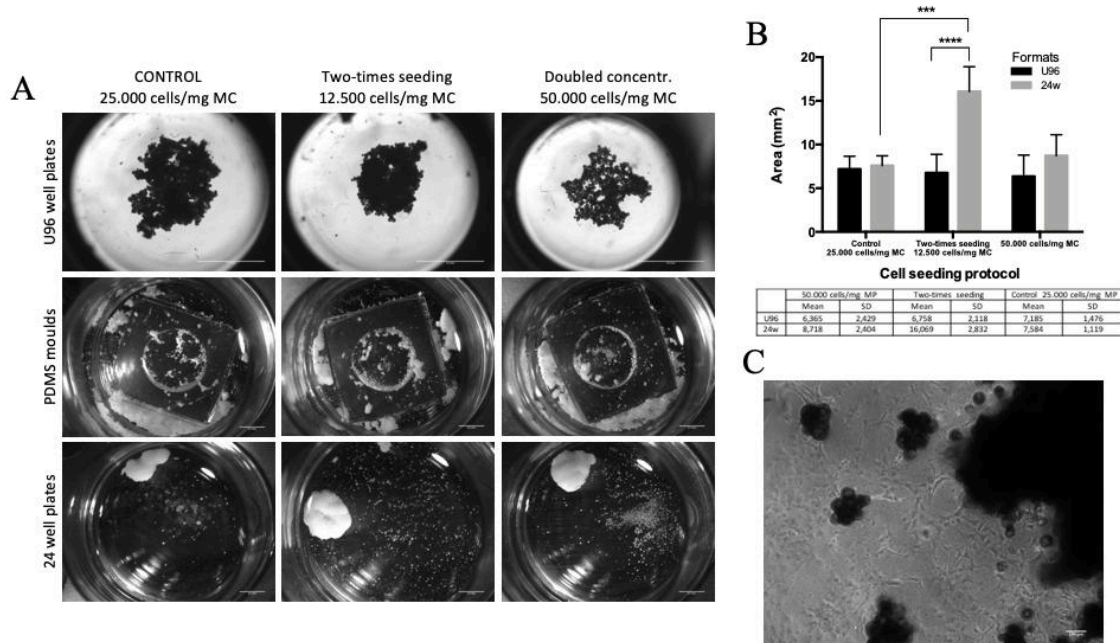 A
CONTROL
25.000 cells/mg MC
Two-times seeding
12.500 cells/mg MC
Doubled concentr.
50.000 cells/mg MC
U96 well plates
PDMS moulds
24 well plates
B
***
****
Formats
U96
24w
Area (mm²)
20
15
10
5
0
Control
25.000 cells/mg MC
Two-times seeding
12.500 cells/mg MC
50.000 cells/mg MC
Cell seeding protocol
50.000 cells/mg MP Two-times seeding Control 25.000 cells/mg MP
Mean SD Mean SD Mean SD
U96 6,365 2,429 6,758 2,118 7,185 1,476
24w 8,718 2,404 16,069 2,832 7,584 1,119
C